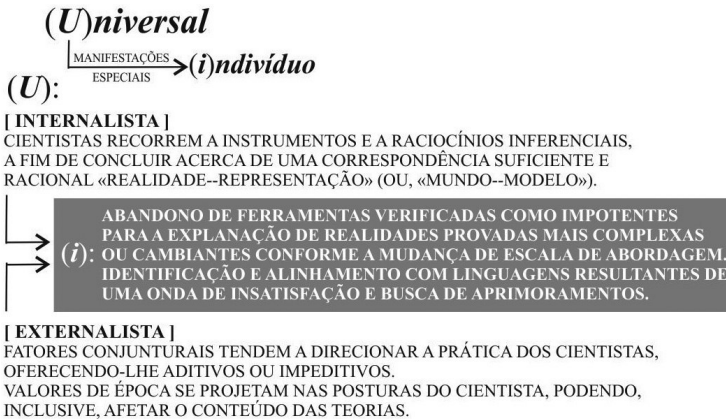 (U)niversal
MANIFESTAÇÕES
ESPECIAIS
(i)ndivíduo
(U):
[ INTERNALISTA ]
CIENTISTAS RECORREM A INSTRUMENTOS E A RACIOCÍNIOS INFERENCIAIS,
A FIM DE CONCLUIR ACERCA DE UMA CORRESPONDÊNCIA SUFICIENTE E
RACIONAL «REALIDADE--REPRESENTAÇÃO» (OU, «MUNDO--MODELO»).
ABANDONO DE FERRAMENTAS VERIFICADAS COMO IMPOTENTES
PARA A EXPLANAÇÃO DE REALIDADES PROVADAS MAIS COMPLEXAS
(i): OU CAMBIANTES CONFORME A MUDANÇA DE ESCALA DE ABORDAGEM.
IDENTIFICAÇÃO E ALINHAMENTO COM LINGUAGENS RESULTANTES DE
UMA ONDA DE INSATISFAÇÃO E BUSCA DE APRIMORAMENTOS.
[ EXTERNALISTA ]
FATORES CONJUNTURAIS TENDEM A DIRECIONAR A PRÁTICA DOS CIENTISTAS,
OFERECENDO-LHE ADITIVOS OU IMPEDITIVOS.
VALORES DE ÉPOCA SE PROJETAM NAS POSTURAS DO CIENTISTA, PODENDO,
INCLUSIVE, AFETAR O CONTEÚDO DAS TEORIAS.